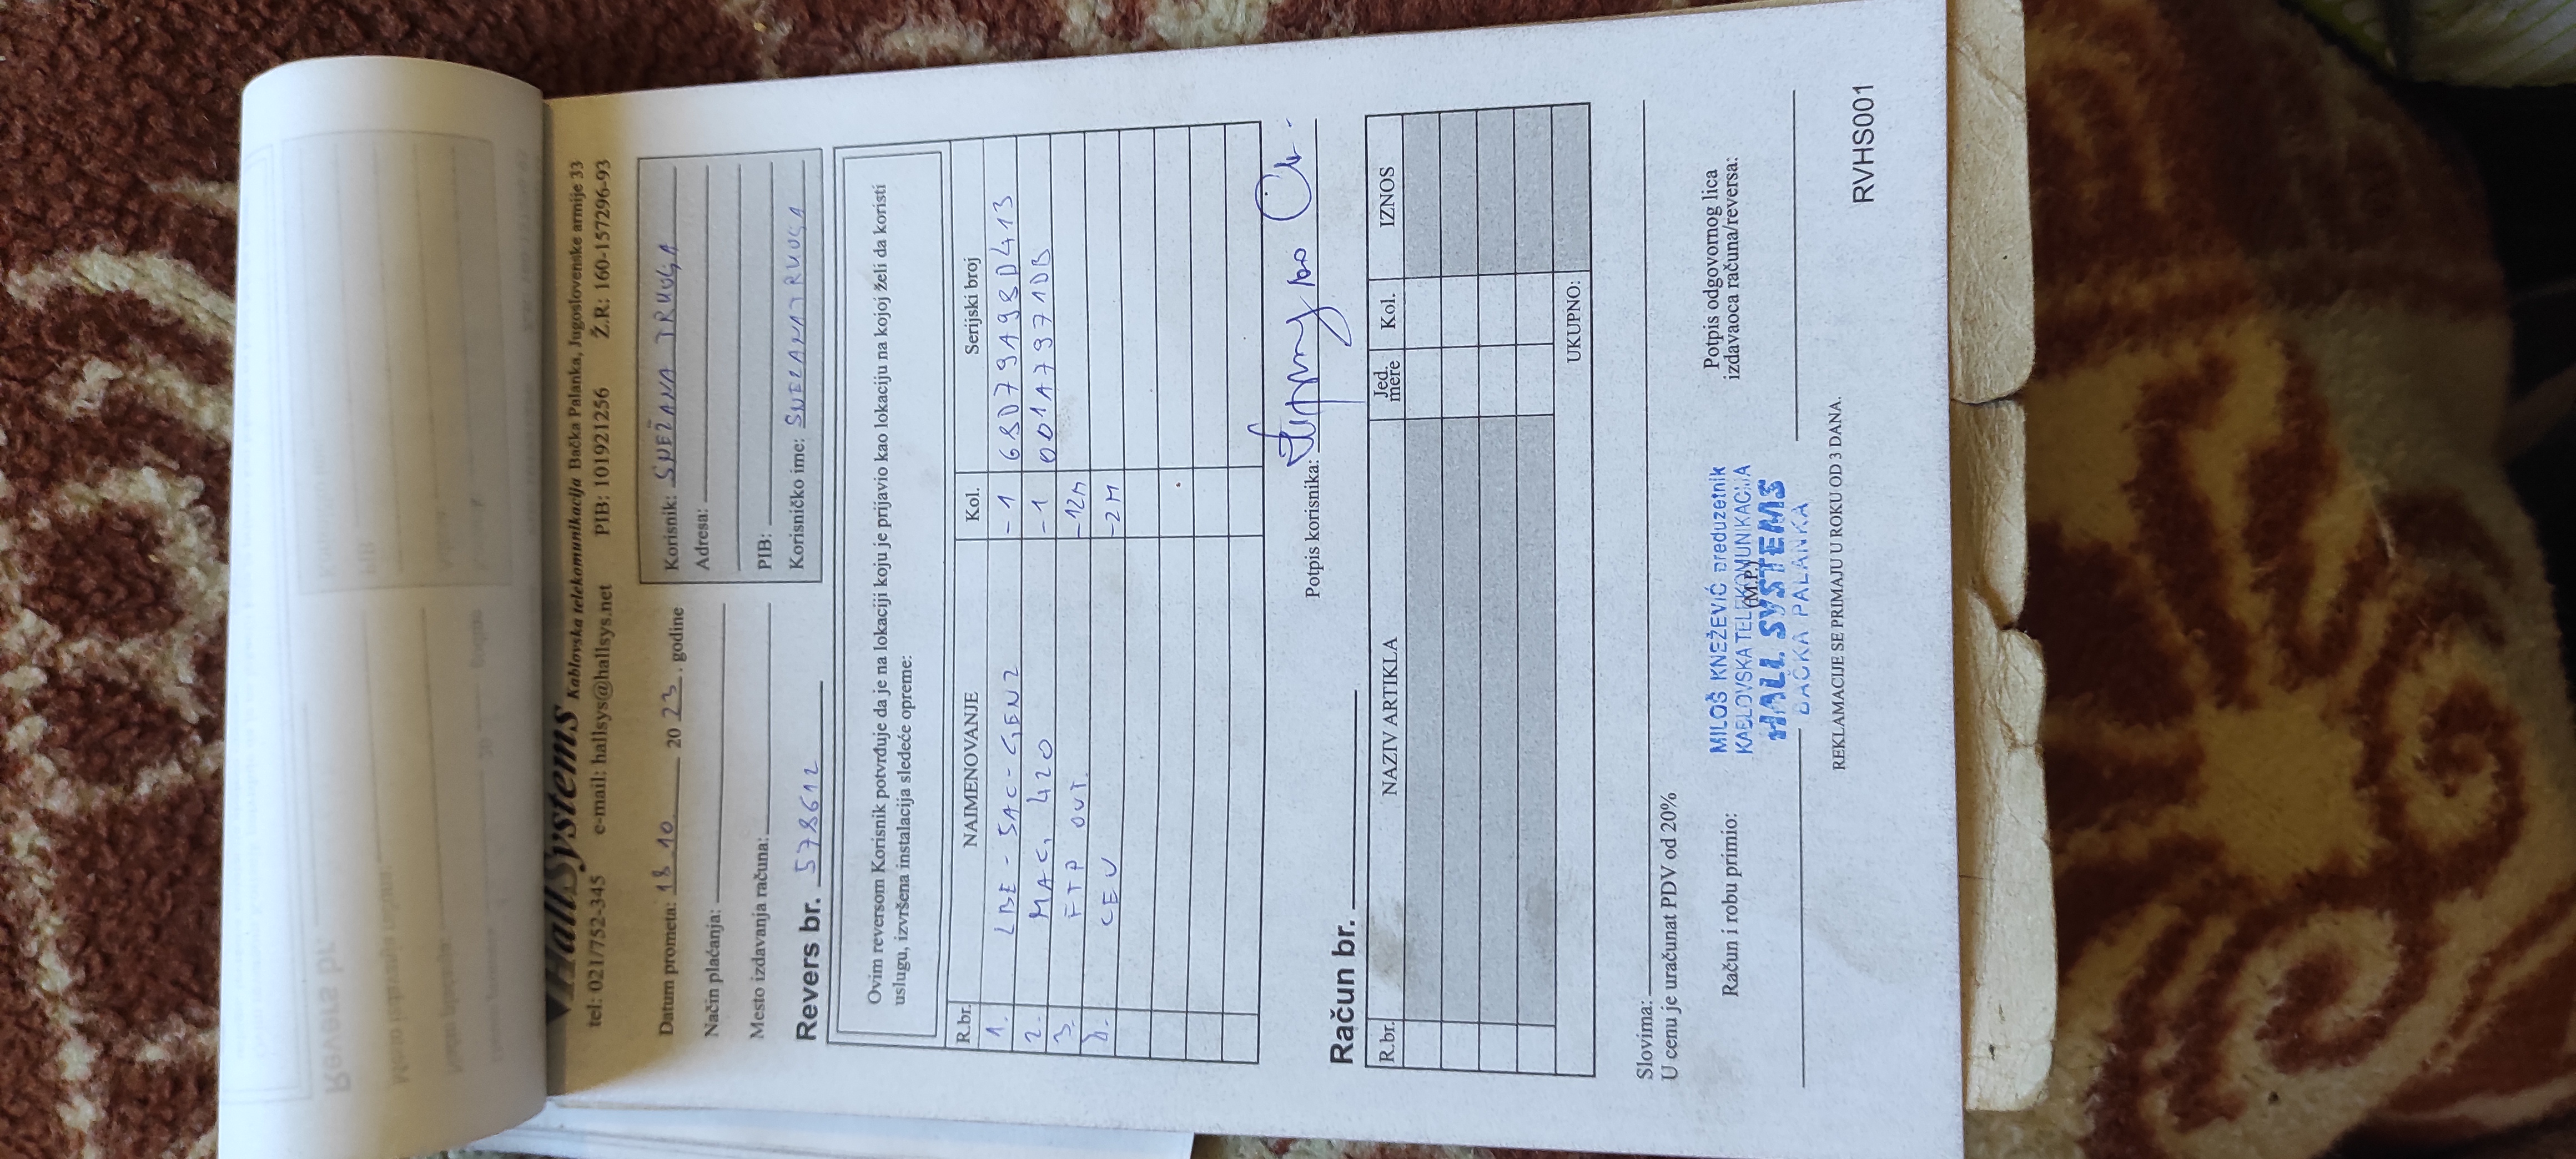 HallSystems Kablovska telekomunikacija Bačka Palanka, Jugoslovenske armije 33
tel: 021/752-345 e-mail: hallsys@hallsys.net PIB: 101921256 Ž.R: 160-157296-93
Datum prometa: 18.10. 2023. godine
Način plaćanja:
Mesto izdavanja računa:
Revers br. 578612
Korisnik: SNEŽANA TRUUGA
Adresa:
PIB:
Korisničko ime: SNEZANATRUUGA
Ovim reversom Korisnik potvrđuje da je na lokaciji koju je prijavio kao lokaciju na kojoj želi da koristi
uslugu, izvršena instalacija sledeće opreme:
R.br. NAIMENOVANJE Kol. Serijski broj
1. LBE-5AC-GEN2 -1 68D79A98D413
2. MAG 420 -1 001A79371DB
3. FTP OUT. -12M
CEV -2M
Potpis korisnika:
Račun br.
R.br. NAZIV ARTIKLA Jed. mere Kol. IZNOS
UKUPNO:
Slovima:
U cenu je uračunat PDV od 20%
Račun i robu primio:
(M.P.)
MILOŠ KNEŽEVIĆ preduzetnik
KABLOVSKA TELEKOMUNIKACIJA
HALL SYSTEMS
BAČKA PALANKA
Potpis odgovornog lica
izdavaoca računa/reversa:
REKLAMACIJE SE PRIMAJU U ROKU OD 3 DANA.
RVHS001